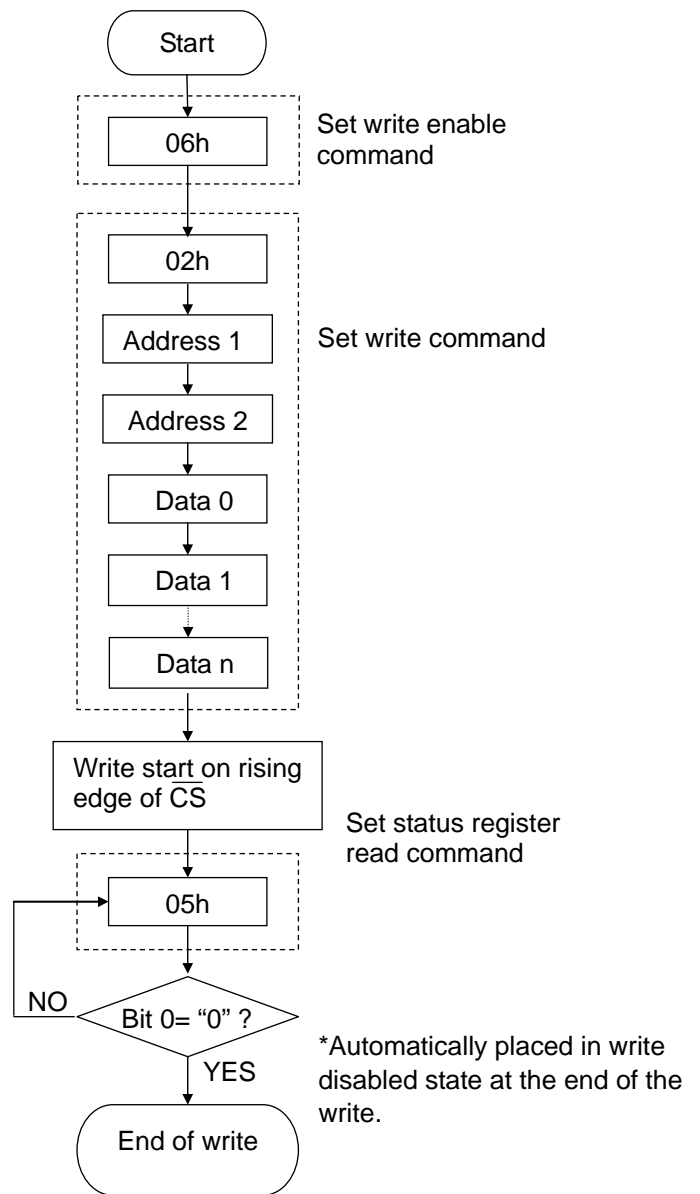 Start
06h
Set write enable
command
02h
Address 1
Set write command
Address 2
Data 0
Data 1
Data n
Write start on rising
edge of C̅S̅
Set status register
read command
05h
NO
Bit 0= “0” ?
YES
*Automatically placed in write
disabled state at the end of the
write.
End of write